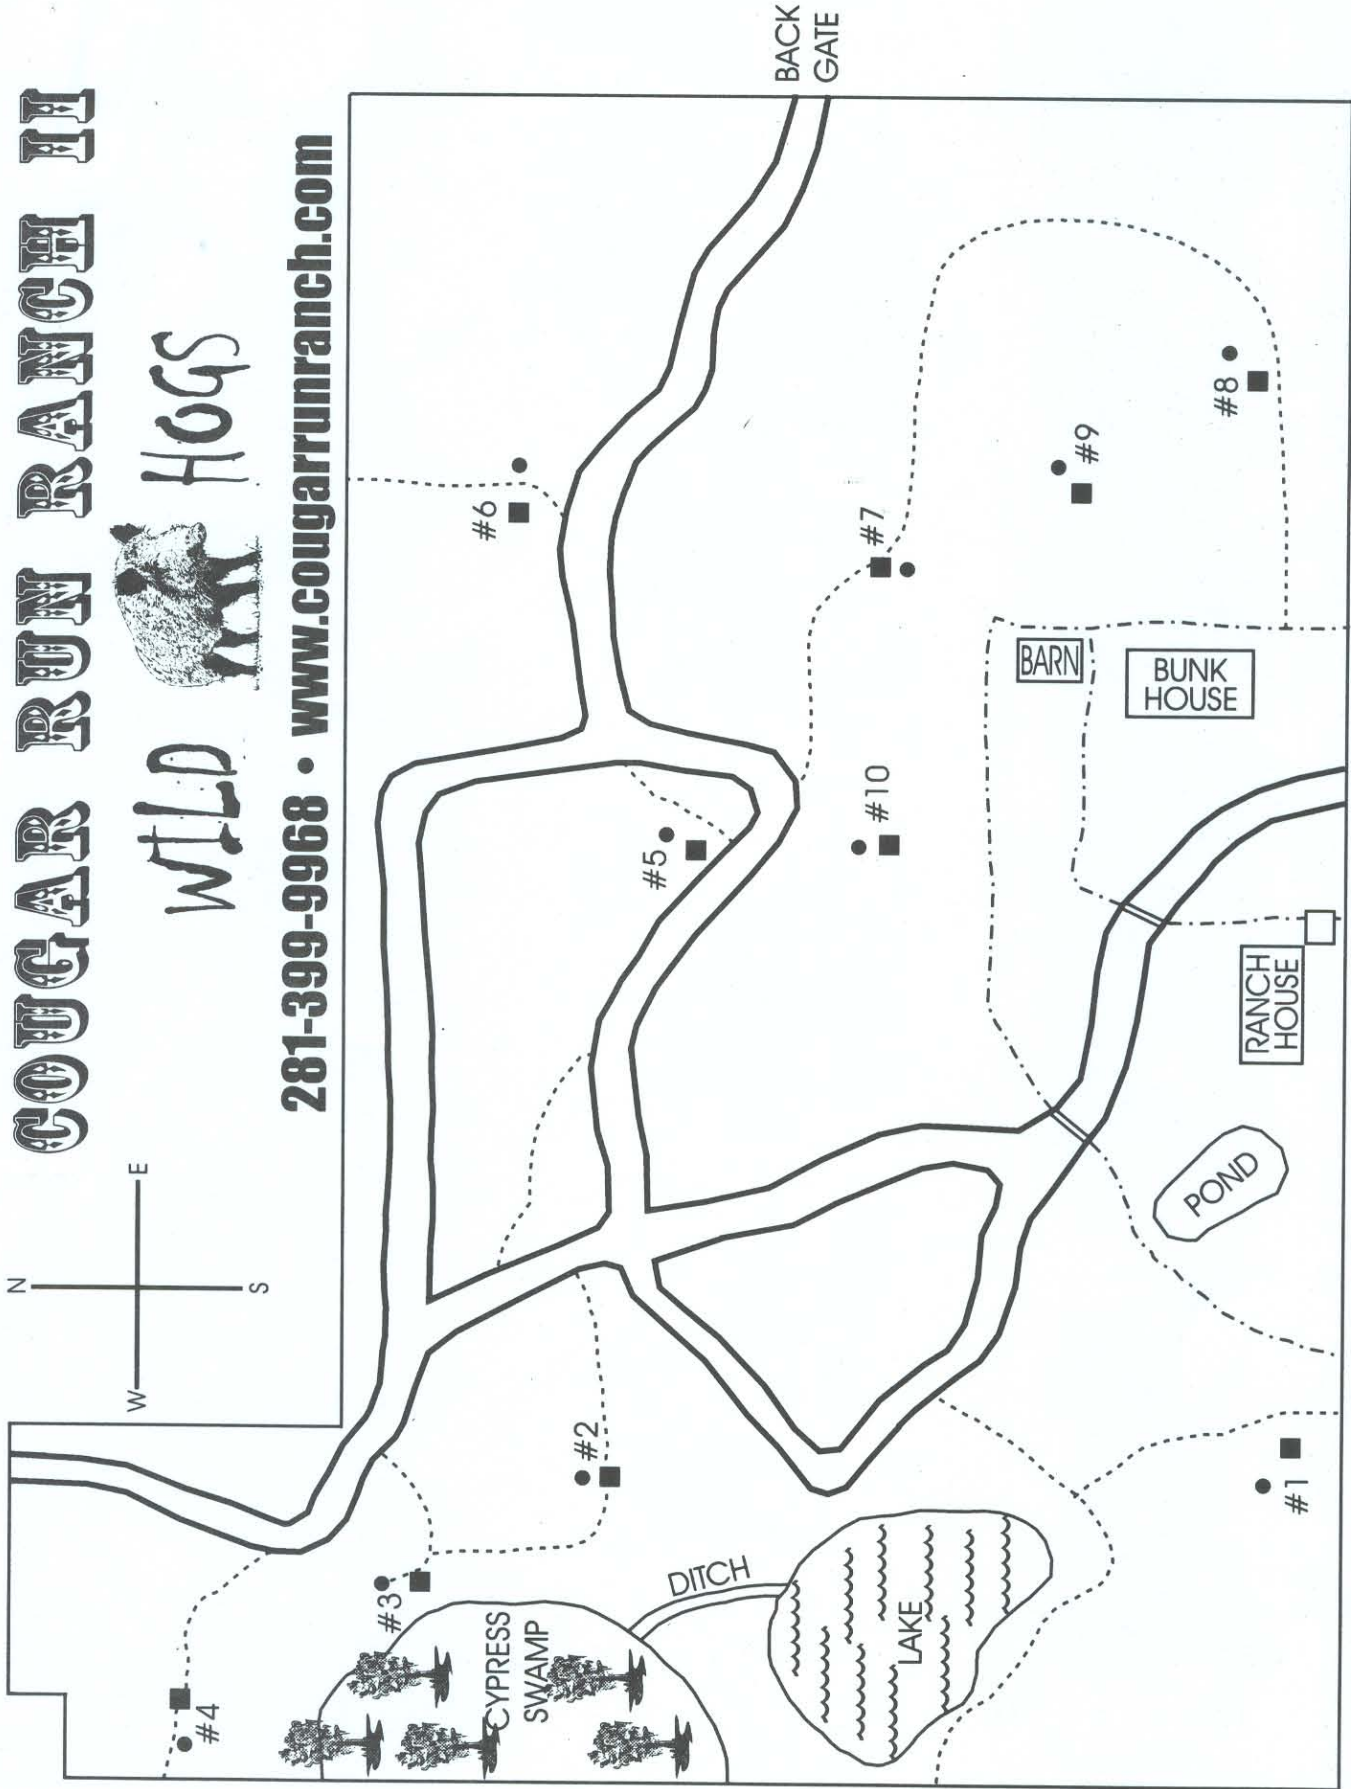 COUGAR RUN RANCH II
WILD HOGS
281-399-9968 • www.cougarrunranch.com
N
W E
S
#4
#3
CYPRESS
SWAMP
#2
DITCH
LAKE
#1
#6
#5
#10
#7
#9
#8
BACK
GATE
BARN
BUNK
HOUSE
RANCH
HOUSE
POND